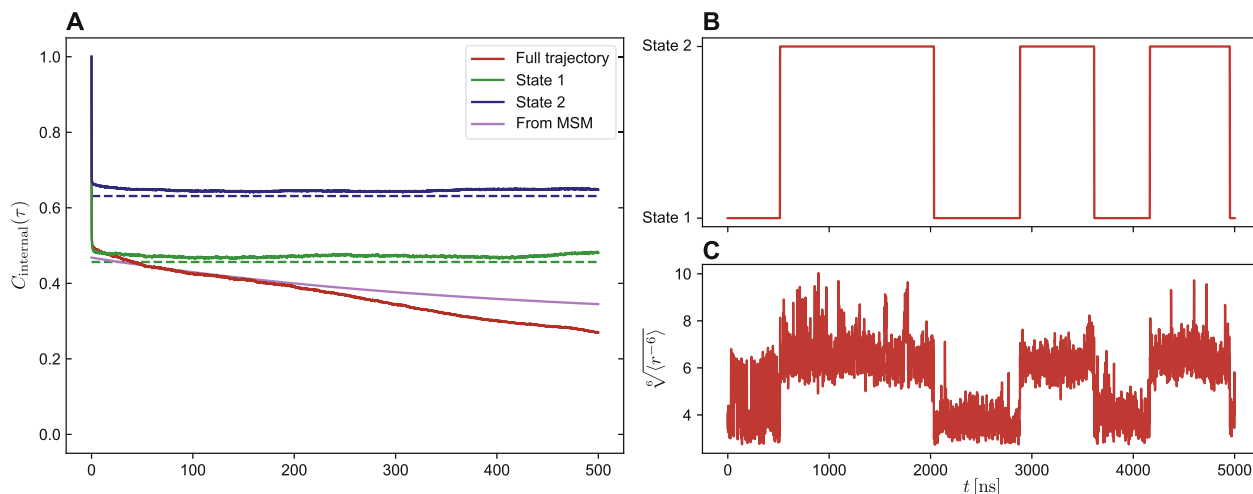 A
1.0
0.8
0.6
0.4
0.2
0.0
C_internal(τ)
Full trajectory
State 1
State 2
From MSM
0
100
200
300
400
500
B
State 2
State 1
C
10
8
6
4
⁶√⟨r⁻⁶⟩
0
1000
2000
3000
4000
5000
t [ns]